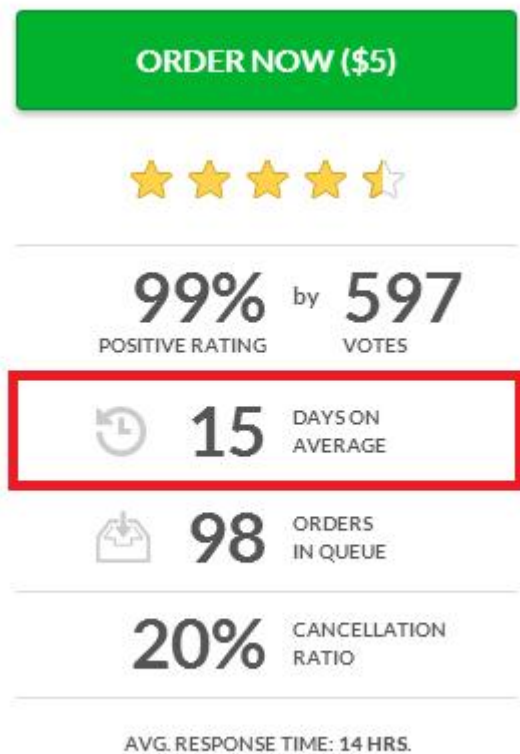 ORDER NOW ($5)
99% by 597
POSITIVE RATING VOTES
15 DAYS ON
AVERAGE
98 ORDERS
IN QUEUE
20% CANCELLATION
RATIO
AVG. RESPONSE TIME: 14 HRS.